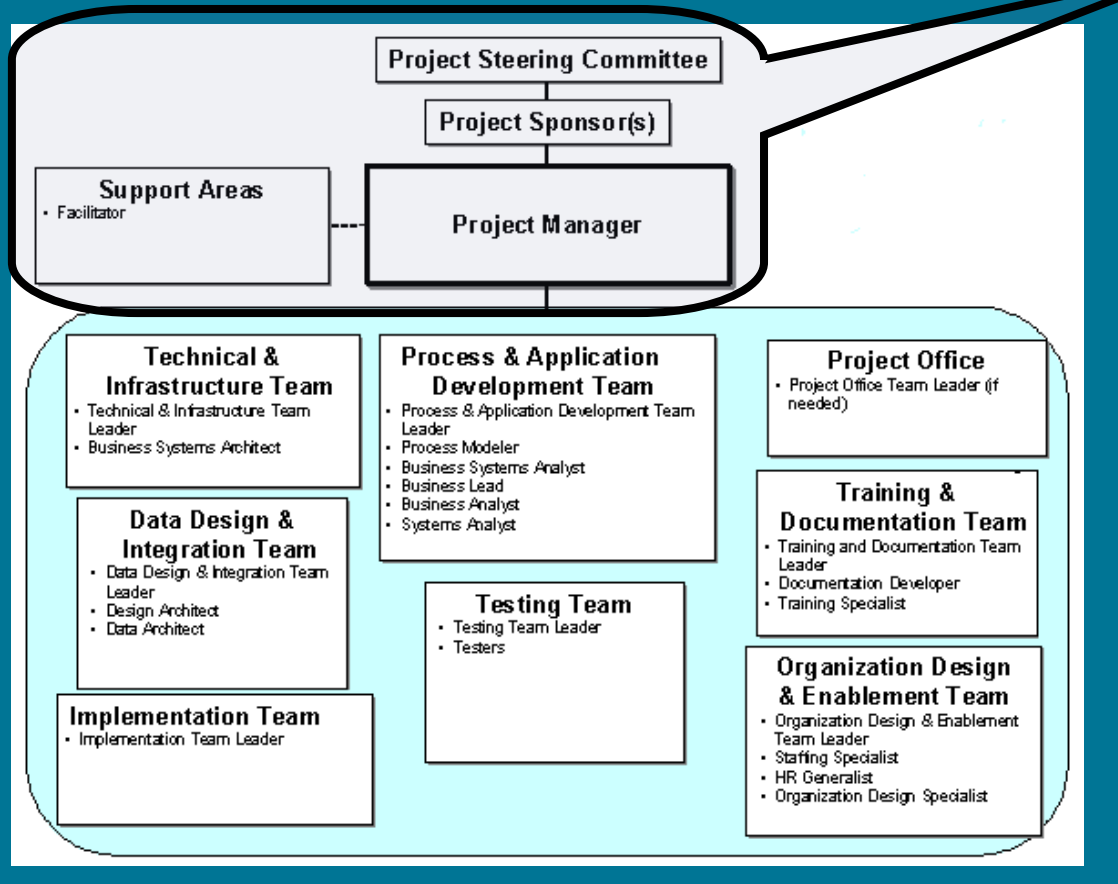 Project Steering Committee
Project Sponsor(s)
Support Areas
• Facilitator
Project Manager
Technical &
Infrastructure Team
• Technical & Infrastructure Team
Leader
• Business Systems Architect
Process & Application
Development Team
• Process & Application Development Team
Leader
• Process Modeler
• Business Systems Analyst
• Business Lead
• Business Analyst
• Systems Analyst
Project Office
• Project Office Team Leader (if
needed)
Data Design &
Integration Team
• Data Design & Integration Team
Leader
• Design Architect
• Data Architect
Training &
Documentation Team
• Training and Documentation Team
Leader
• Documentation Developer
• Training Specialist
Testing Team
• Testing Team Leader
• Testers
Implementation Team
• Implementation Team Leader
Organization Design
& Enablement Team
• Organization Design & Enablement
Team Leader
• Staffing Specialist
• HR Generalist
• Organization Design Specialist